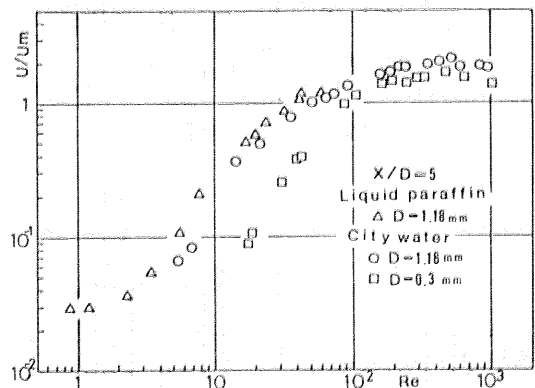 U/Um
1
10⁻¹
10⁻²
X/D=5
Liquid paraffin
△ D=1.18 mm
City water
○ D=1.18 mm
□ D=0.3 mm
1
10
10²
Re
10³